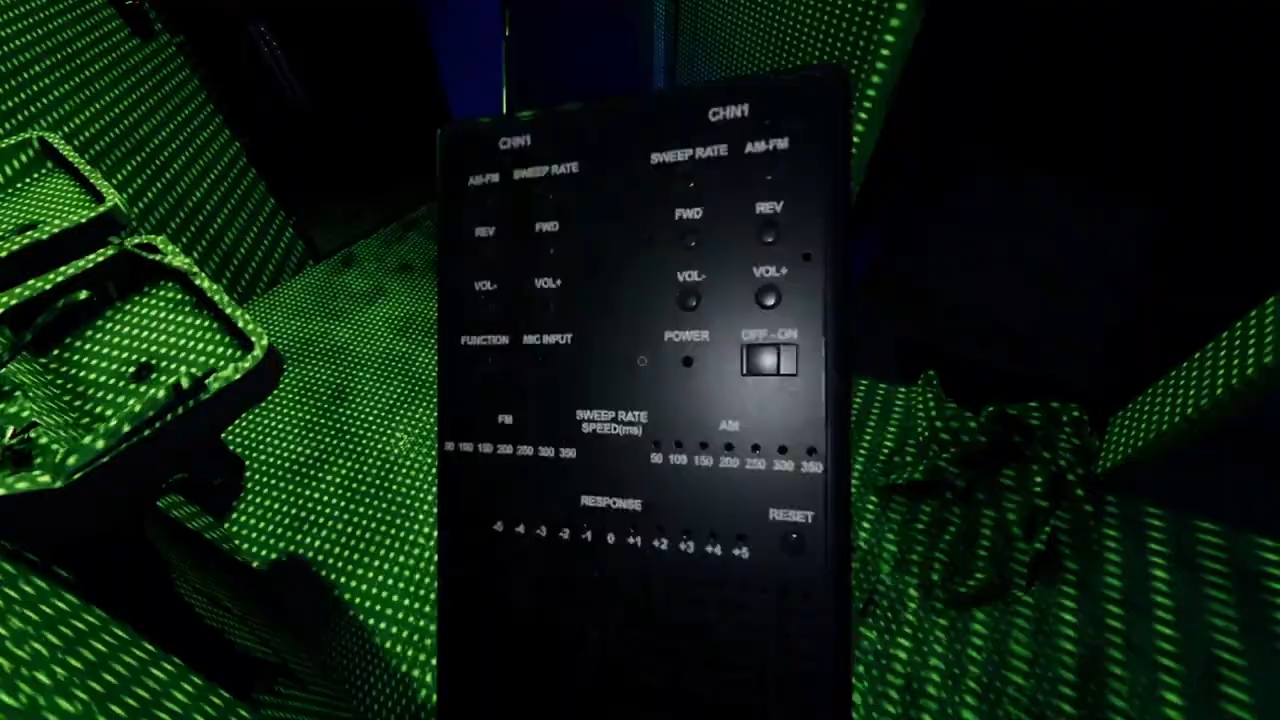 CHN1 CHN1
AM-FM SWEEP RATE SWEEP RATE AM-FM
REV FWD FWD REV
VOL- VOL+ VOL- VOL+
FUNCTION MIC INPUT POWER OFF - ON
FM SWEEP RATE AM
SPEED(ms)
50 100 150 200 250 300 350 50 100 150 200 250 300 350
RESPONSE RESET
-5 -4 -3 -2 -1 0 +1 +2 +3 +4 +5